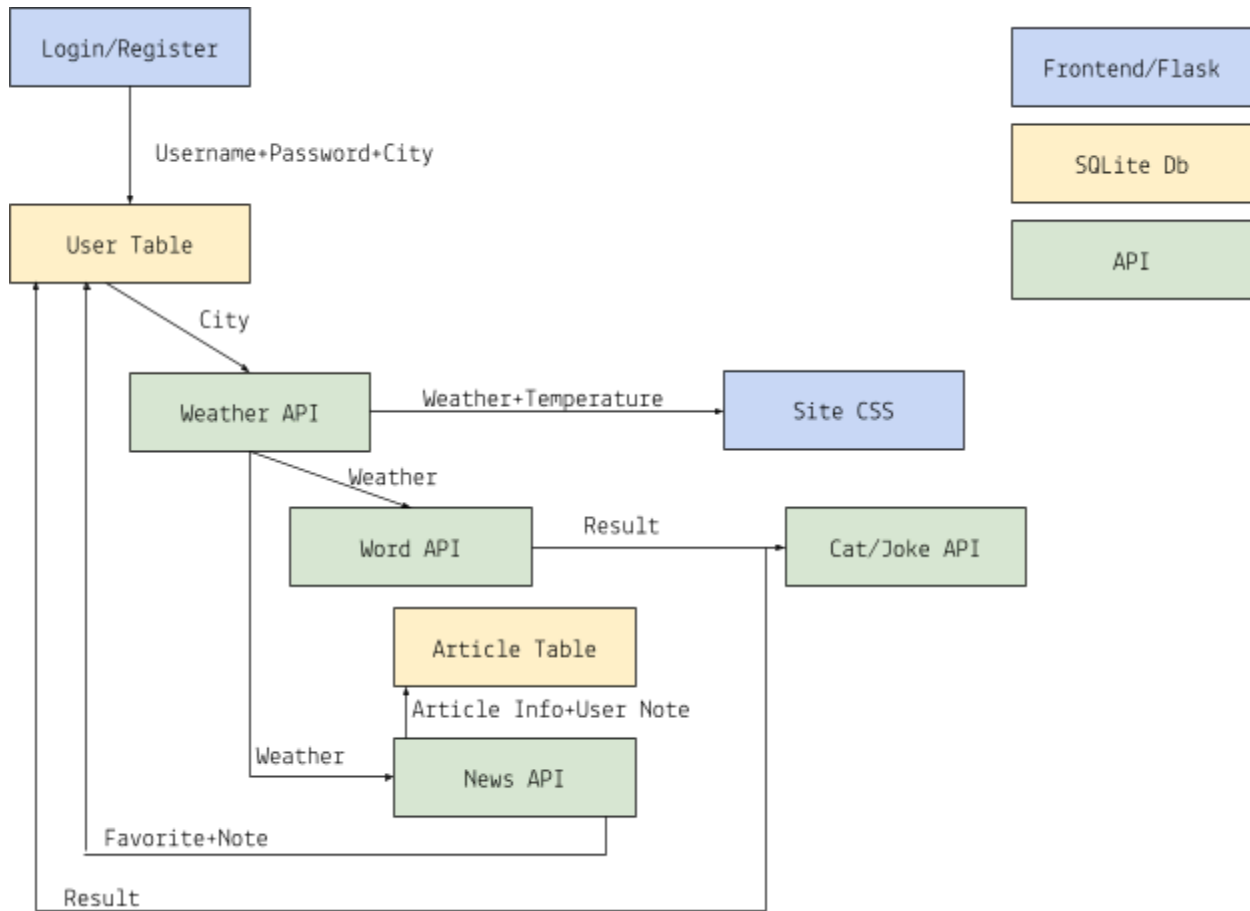 Login/Register
Frontend/Flask
Username+Password+City
SQLite Db
User Table
API
City
Weather API
Weather+Temperature
Site CSS
Weather
Word API
Result
Cat/Joke API
Article Table
Article Info+User Note
Weather
News API
Favorite+Note
Result